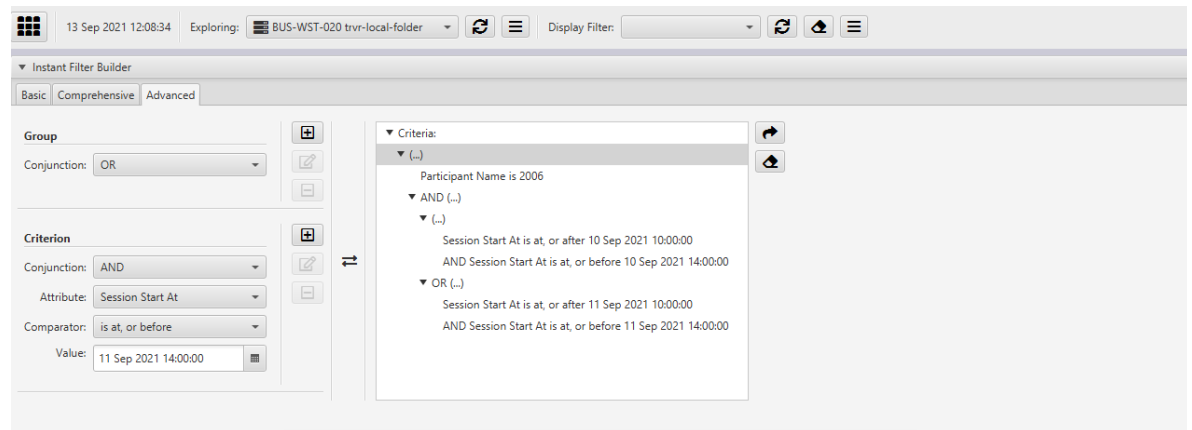 13 Sep 2021 12:08:34 Exploring: BUS-WST-020 trvr-local-folder Display Filter:
Instant Filter Builder
Basic Comprehensive Advanced
Group
Conjunction: OR
Criterion
Conjunction: AND
Attribute: Session Start At
Comparator: is at, or before
Value: 11 Sep 2021 14:00:00
Criteria:
(...)
Participant Name is 2006
AND (...)
(...)
Session Start At is at, or after 10 Sep 2021 10:00:00
AND Session Start At is at, or before 10 Sep 2021 14:00:00
OR (...)
Session Start At is at, or after 11 Sep 2021 10:00:00
AND Session Start At is at, or before 11 Sep 2021 14:00:00